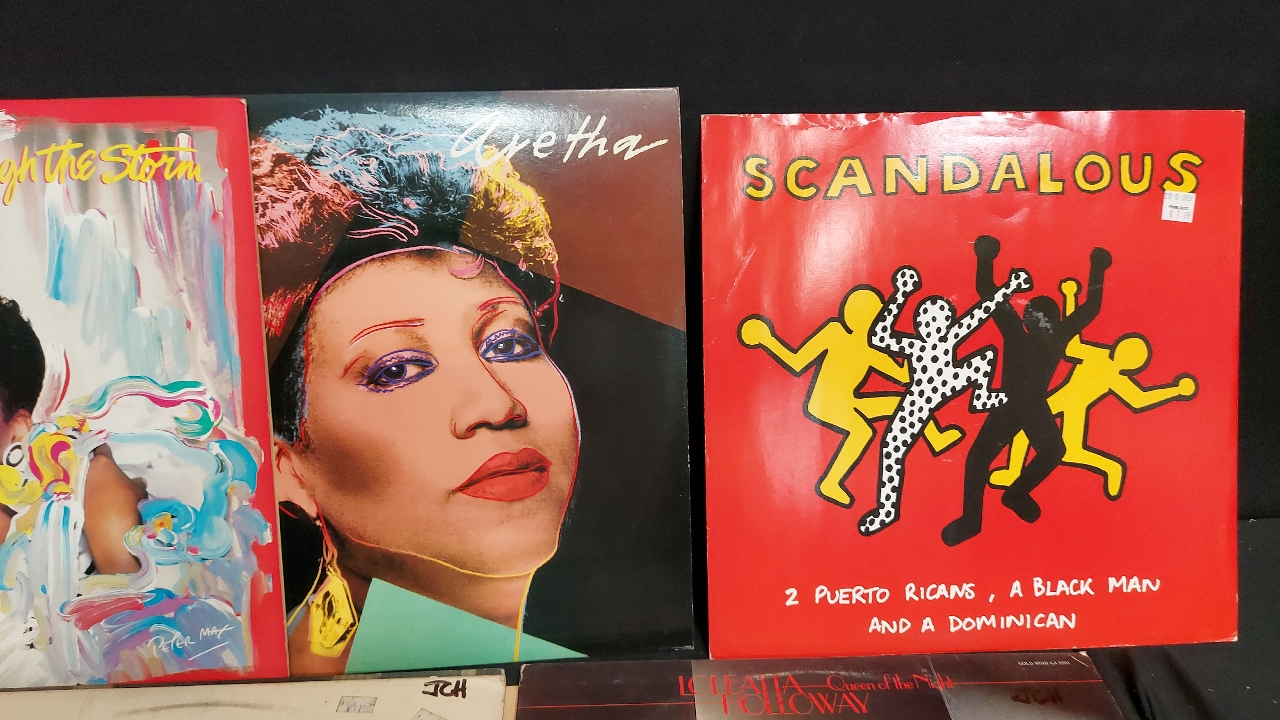 gh the Storm
PETER MAX
Aretha
SCANDALOUS
2 PUERTO RICANS, A BLACK MAN
AND A DOMINICAN
JCH
LOLEATTA
HOLLOWAY
Queen of the Night
JCH